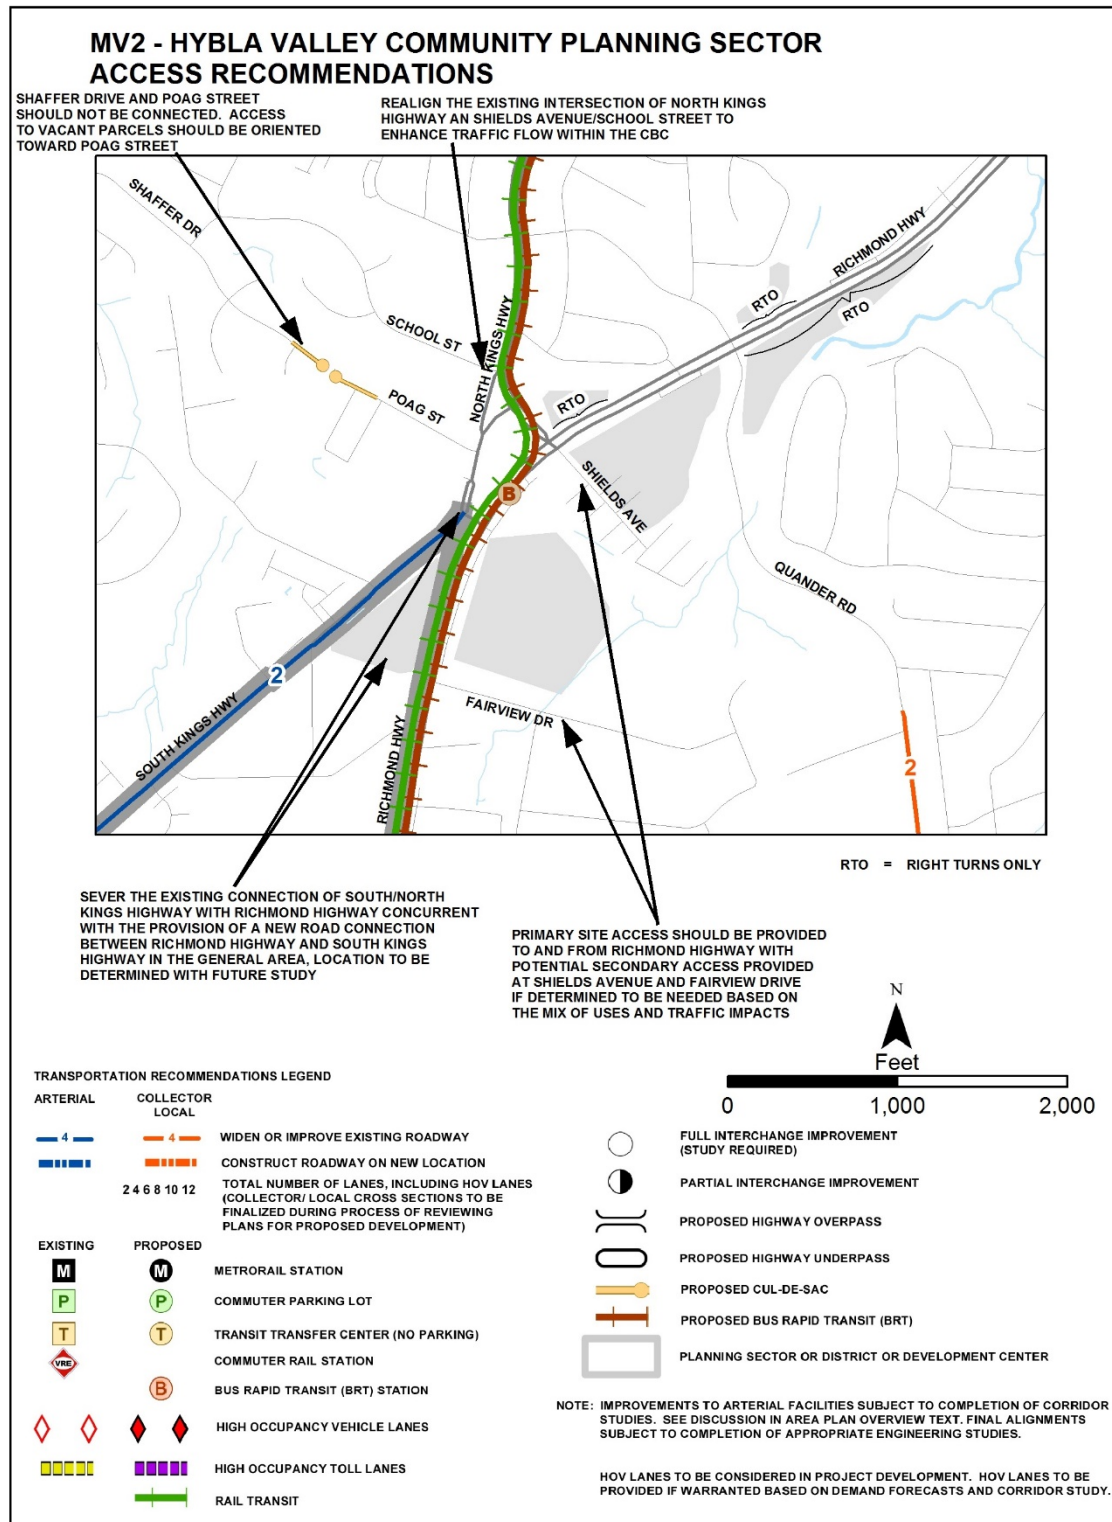 MV2 - HYBLA VALLEY COMMUNITY PLANNING SECTOR
ACCESS RECOMMENDATIONS
SHAFFER DRIVE AND POAG STREET
SHOULD NOT BE CONNECTED. ACCESS
TO VACANT PARCELS SHOULD BE ORIENTED
TOWARD POAG STREET
REALIGN THE EXISTING INTERSECTION OF NORTH KINGS
HIGHWAY AN SHIELDS AVENUE/SCHOOL STREET TO
ENHANCE TRAFFIC FLOW WITHIN THE CBC
SHAFFER DR
SCHOOL ST
NORTH KINGS HWY
POAG ST
RICHMOND HWY
RTO
RTO
RTO
B
SHIELDS AVE
QUANDER RD
2
SOUTH KINGS HWY
FAIRVIEW DR
RICHMOND HWY
2
RTO = RIGHT TURNS ONLY
SEVER THE EXISTING CONNECTION OF SOUTH/NORTH
KINGS HIGHWAY WITH RICHMOND HIGHWAY CONCURRENT
WITH THE PROVISION OF A NEW ROAD CONNECTION
BETWEEN RICHMOND HIGHWAY AND SOUTH KINGS
HIGHWAY IN THE GENERAL AREA, LOCATION TO BE
DETERMINED WITH FUTURE STUDY
PRIMARY SITE ACCESS SHOULD BE PROVIDED
TO AND FROM RICHMOND HIGHWAY WITH
POTENTIAL SECONDARY ACCESS PROVIDED
AT SHIELDS AVENUE AND FAIRVIEW DRIVE
IF DETERMINED TO BE NEEDED BASED ON
THE MIX OF USES AND TRAFFIC IMPACTS
N
Feet
0 1,000 2,000
TRANSPORTATION RECOMMENDATIONS LEGEND
ARTERIAL COLLECTOR
LOCAL
4 4 WIDEN OR IMPROVE EXISTING ROADWAY
CONSTRUCT ROADWAY ON NEW LOCATION
2 4 6 8 10 12 TOTAL NUMBER OF LANES, INCLUDING HOV LANES
(COLLECTOR/ LOCAL CROSS SECTIONS TO BE
FINALIZED DURING PROCESS OF REVIEWING
PLANS FOR PROPOSED DEVELOPMENT)
EXISTING PROPOSED
M M METRORAIL STATION
P P COMMUTER PARKING LOT
T T TRANSIT TRANSFER CENTER (NO PARKING)
VRE COMMUTER RAIL STATION
B BUS RAPID TRANSIT (BRT) STATION
HIGH OCCUPANCY VEHICLE LANES
HIGH OCCUPANCY TOLL LANES
RAIL TRANSIT
FULL INTERCHANGE IMPROVEMENT
(STUDY REQUIRED)
PARTIAL INTERCHANGE IMPROVEMENT
PROPOSED HIGHWAY OVERPASS
PROPOSED HIGHWAY UNDERPASS
PROPOSED CUL-DE-SAC
PROPOSED BUS RAPID TRANSIT (BRT)
PLANNING SECTOR OR DISTRICT OR DEVELOPMENT CENTER
NOTE: IMPROVEMENTS TO ARTERIAL FACILITIES SUBJECT TO COMPLETION OF CORRIDOR
STUDIES. SEE DISCUSSION IN AREA PLAN OVERVIEW TEXT. FINAL ALIGNMENTS
SUBJECT TO COMPLETION OF APPROPRIATE ENGINEERING STUDIES.
HOV LANES TO BE CONSIDERED IN PROJECT DEVELOPMENT. HOV LANES TO BE
PROVIDED IF WARRANTED BASED ON DEMAND FORECASTS AND CORRIDOR STUDY.